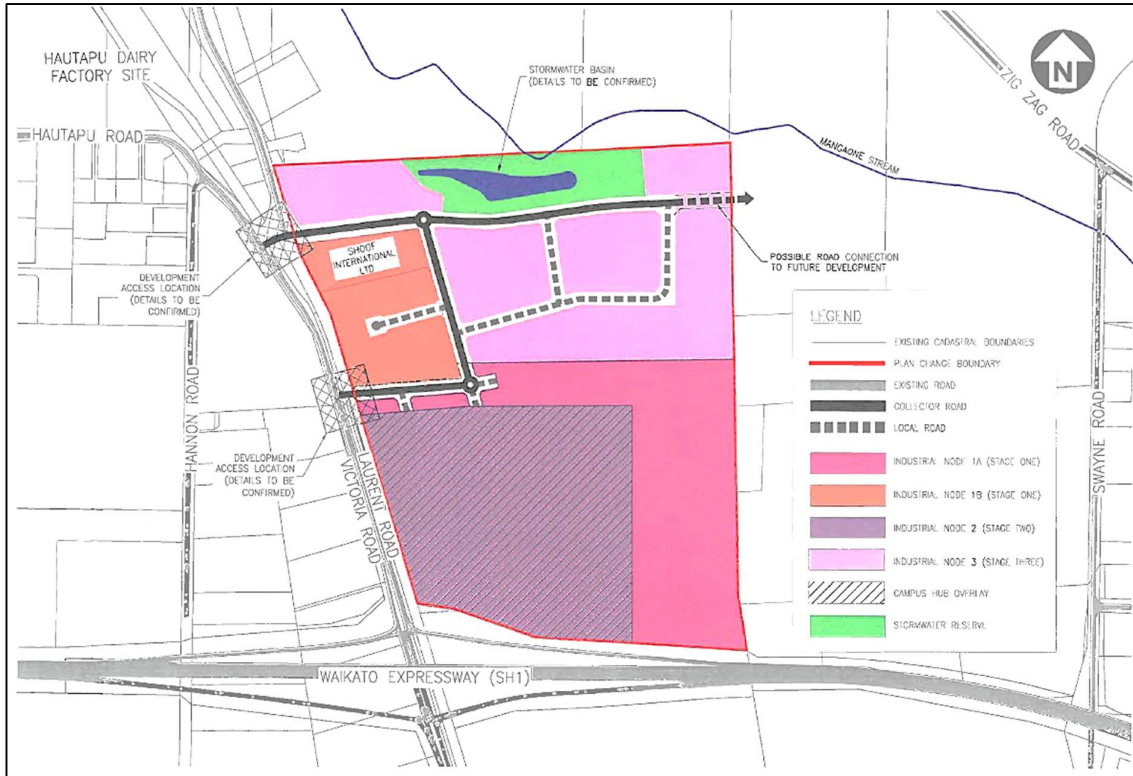 HAUTAPU DAIRY
FACTORY SITE
HAUTAPU ROAD
STORMWATER BASIN
(DETAILS TO BE CONFIRMED)
N
ZIG ZAG ROAD
MANGAONE STREAM
SHOOF
INTERNATIONAL
LTD
DEVELOPMENT
ACCESS LOCATION
(DETAILS TO BE
CONFIRMED)
POSSIBLE ROAD CONNECTION
TO FUTURE DEVELOPMENT
HANNON ROAD
DEVELOPMENT
ACCESS LOCATION
(DETAILS TO BE
CONFIRMED)
LAURENT ROAD
VICTORIA ROAD
SWAYNE ROAD
LEGEND
EXISTING CADASTRAL BOUNDARIES
PLAN CHANGE BOUNDARY
EXISTING ROAD
COLLECTOR ROAD
LOCAL ROAD
INDUSTRIAL NODE 1A (STAGE ONE)
INDUSTRIAL NODE 1B (STAGE ONE)
INDUSTRIAL NODE 2 (STAGE TWO)
INDUSTRIAL NODE 3 (STAGE THREE)
CAMPUS HUB OVERLAY
STORMWATER RESERVE
WAIKATO EXPRESSWAY (SH1)